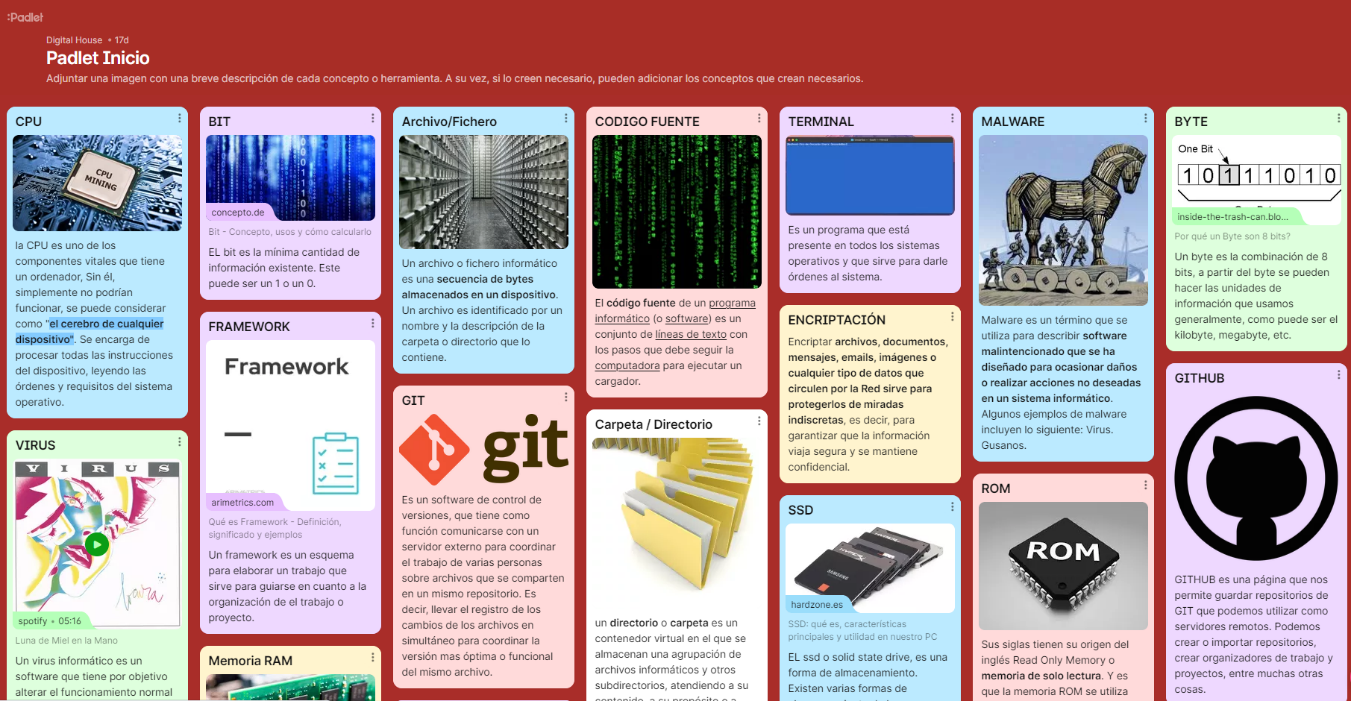 :Padlet
Digital House • 17d
Padlet Inicio
Adjuntar una imagen con una breve descripción de cada concepto o herramienta. A su vez, si lo creen necesario, pueden adicionar los conceptos que crean necesarios.
CPU
CPU
MINING
la CPU es uno de los
componentes vitales que tiene
un ordenador, Sin él,
simplemente no podrían
funcionar, se puede considerar
como "el cerebro de cualquier
dispositivo". Se encarga de
procesar todas las instrucciones
del dispositivo, leyendo las
órdenes y requisitos del sistema
operativo.
VIRUS
VIRUS
spotify • 05:16
Luna de Miel en la Mano
Un virus informático es un
software que tiene por objetivo
alterar el funcionamiento normal
BIT
concepto.de
Bit - Concepto, usos y cómo calcularlo
EL bit es la mínima cantidad de
información existente. Este
puede ser un 1 o un 0.
FRAMEWORK
Framework
arimetrics.com
Qué es Framework - Definición,
significado y ejemplos
Un framework es un esquema
para elaborar un trabajo que
sirve para guiarse en cuanto a la
organización de el trabajo o
proyecto.
Memoria RAM
Archivo/Fichero
Un archivo o fichero informático
es una secuencia de bytes
almacenados en un dispositivo.
Un archivo es identificado por un
nombre y la descripción de la
carpeta o directorio que lo
contiene.
GIT
git
Es un software de control de
versiones, que tiene como
función comunicarse con un
servidor externo para coordinar
el trabajo de varias personas
sobre archivos que se comparten
en un mismo repositorio. Es
decir, llevar el registro de los
cambios de los archivos en
simultáneo para coordinar la
versión mas óptima o funcional
del mismo archivo.
CODIGO FUENTE
El código fuente de un programa
informático (o software) es un
conjunto de líneas de texto con
los pasos que debe seguir la
computadora para ejecutar un
cargador.
Carpeta / Directorio
un directorio o carpeta es un
contenedor virtual en el que se
almacenan una agrupación de
archivos informáticos y otros
subdirectorios, atendiendo a su
contenido, a su propósito o a
TERMINAL
Es un programa que está
presente en todos los sistemas
operativos y que sirve para darle
órdenes al sistema.
ENCRIPTACIÓN
Encriptar archivos, documentos,
mensajes, emails, imágenes o
cualquier tipo de datos que
circulen por la Red sirve para
protegerlos de miradas
indiscretas, es decir, para
garantizar que la información
viaja segura y se mantiene
confidencial.
SSD
SAMSUNG
hardzone.es
SSD: qué es, características
principales y utilidad en nuestro PC
EL ssd o solid state drive, es una
forma de almacenamiento.
Existen varias formas de
MALWARE
Malware es un término que se
utiliza para describir software
malintencionado que se ha
diseñado para ocasionar daños
o realizar acciones no deseadas
en un sistema informático.
Algunos ejemplos de malware
incluyen lo siguiente: Virus.
Gusanos.
ROM
ROM
Sus siglas tienen su origen del
inglés Read Only Memory o
memoria de solo lectura. Y es
que la memoria ROM se utiliza
BYTE
One Bit
1 0 1 1 1 0 1 0
inside-the-trash-can.blo...
Por qué un Byte son 8 bits?
Un byte es la combinación de 8
bits, a partir del byte se pueden
hacer las unidades de
información que usamos
generalmente, como puede ser el
kilobyte, megabyte, etc.
GITHUB
GITHUB es una página que nos
permite guardar repositorios de
GIT que podemos utilizar como
servidores remotos. Podemos
crear o importar repositorios,
crear organizadores de trabajo y
proyectos, entre muchas otras
cosas.